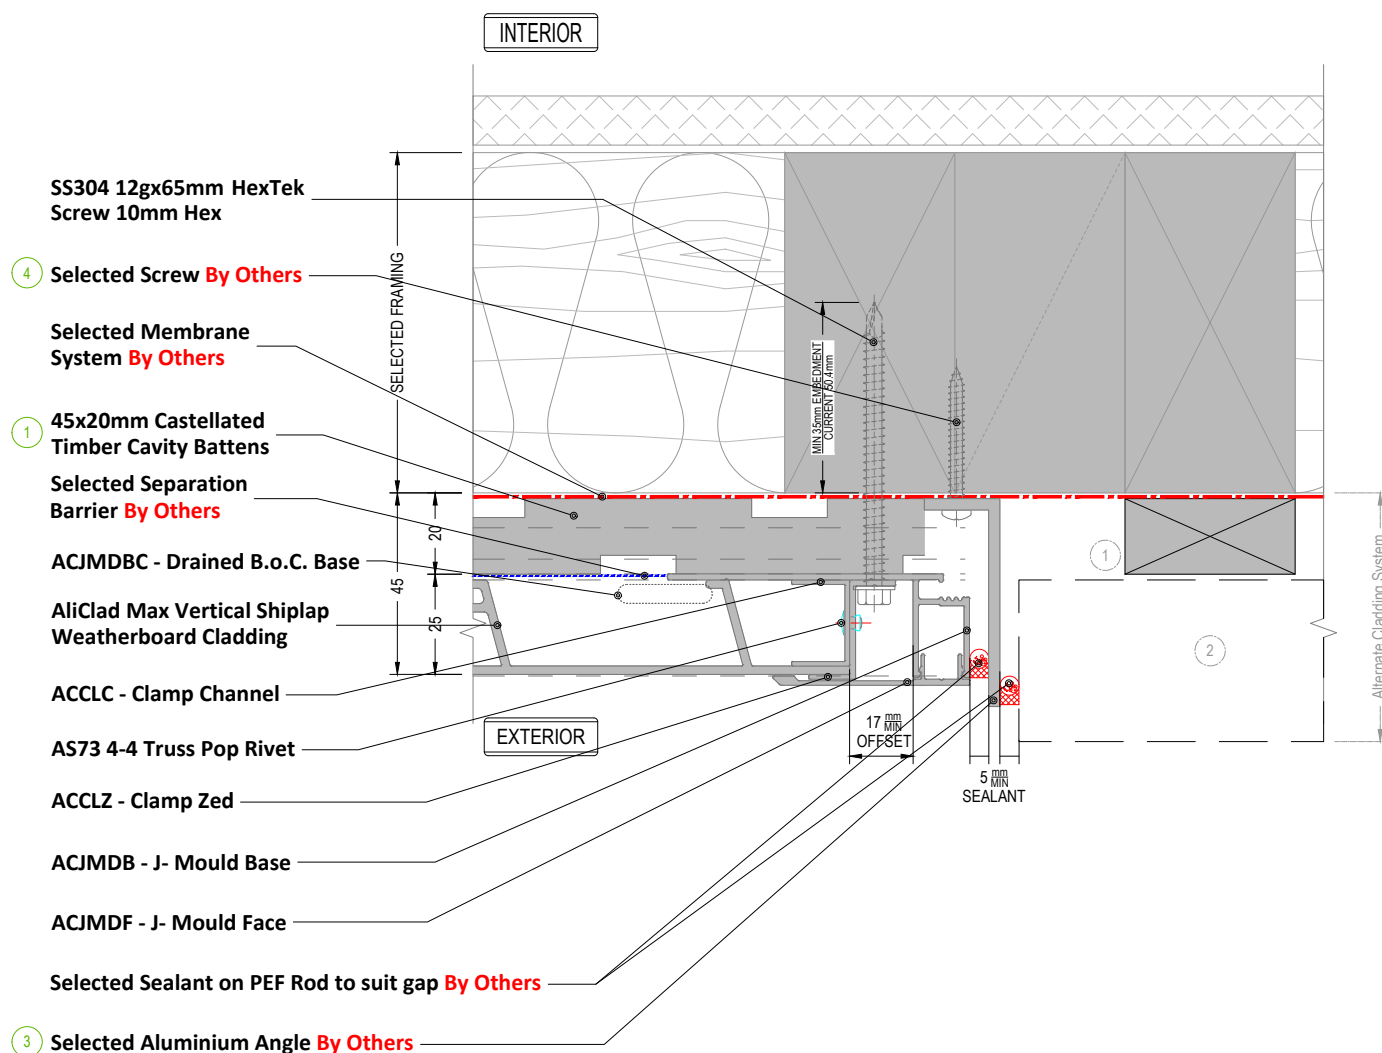 INTERIOR
SS304 12gx65mm HexTek
Screw 10mm Hex
4 Selected Screw By Others
Selected Membrane
System By Others
1 45x20mm Castellated
Timber Cavity Battens
Selected Separation
Barrier By Others
ACJMDBC - Drained B.o.C. Base
AliClad Max Vertical Shiplap
Weatherboard Cladding
ACCLC - Clamp Channel
AS73 4-4 Truss Pop Rivet
ACCLZ - Clamp Zed
ACJMDB - J- Mould Base
ACJMDF - J- Mould Face
Selected Sealant on PEF Rod to suit gap By Others
3 Selected Aluminium Angle By Others
SELECTED FRAMING
45
20
25
MIN 35mm EMBEDMENT
CURRENT 50.4mm
EXTERIOR
17 mm MIN
OFFSET
5 mm MIN
SEALANT
1
2
Alternate Cladding System